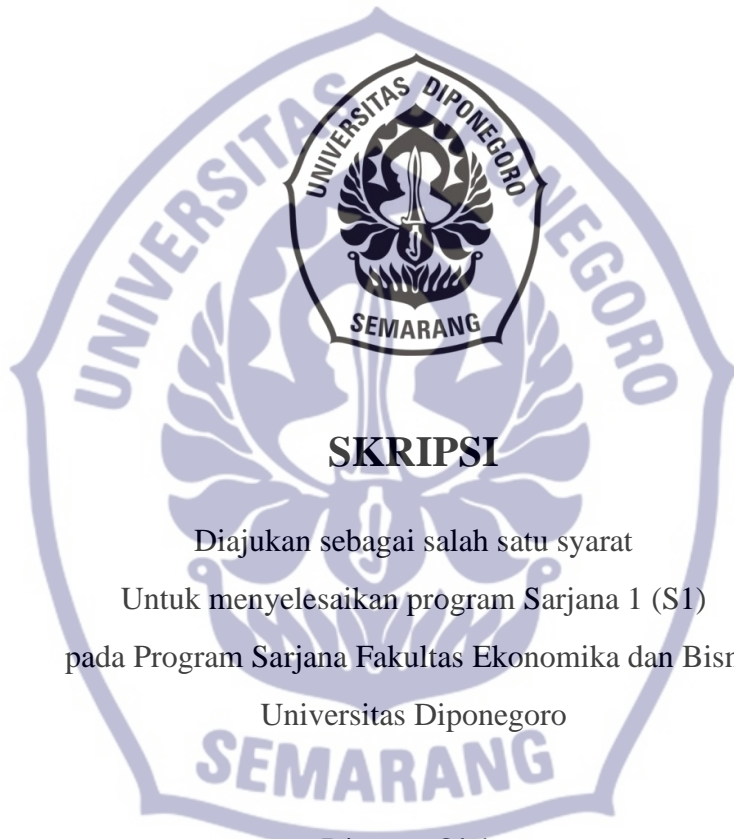 UNIVERSITAS DIPONEGORO
SEMARANG
UNIVERSITAS DIPONEGORO
SKRIPSI
Diajukan sebagai salah satu syarat
Untuk menyelesaikan program Sarjana 1 (S1)
pada Program Sarjana Fakultas Ekonomika dan
Universitas Diponegoro
SEMARANG